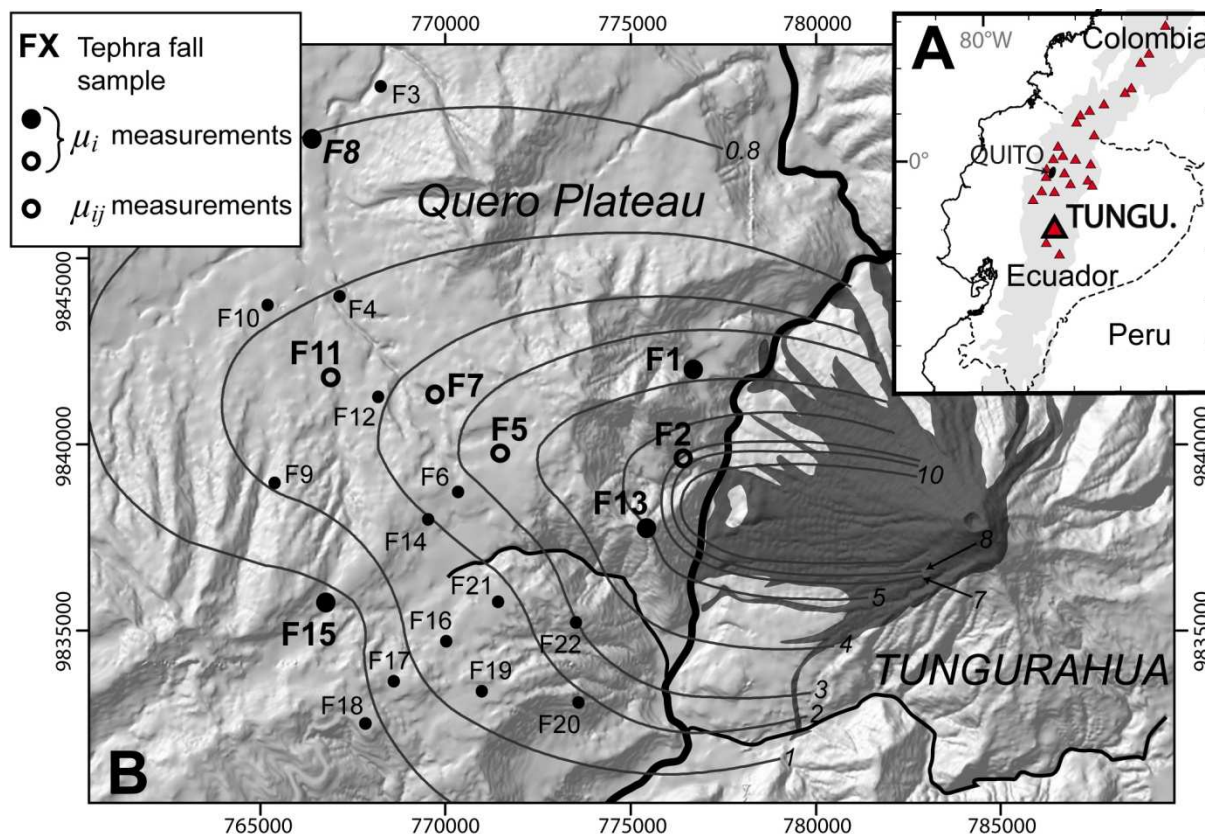 FX Tephra fall
sample
μi measurements
μij measurements
770000
775000
780000
A
80°W
Colombia
0°
QUITO
TUNGU.
Ecuador
Peru
F3
F8
0.8
Quero Plateau
9845000
F10
F4
F11
F12
F7
F1
F5
F2
9840000
9840000
F6
10
F9
F13
F14
8
F21
5
7
F15
F16
F22
4
9835000
9835000
TUNGURAHUA
F17
F19
3
F18
F20
2
1
B
765000
770000
775000
780000
785000